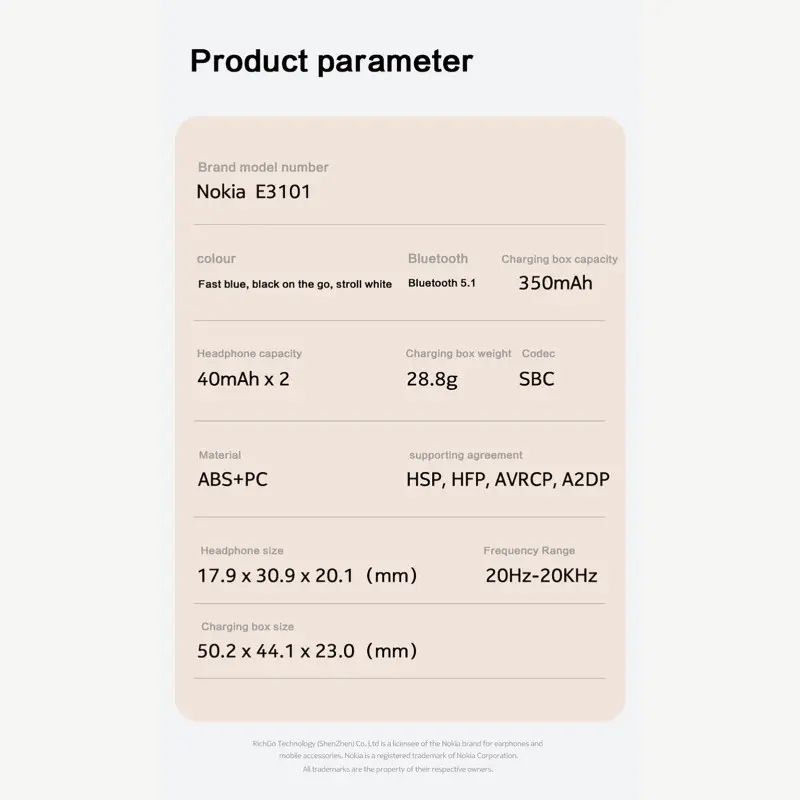 Product parameter
Brand model number
Nokia E3101
colour
Fast blue, black on the go, stroll white
Bluetooth
Bluetooth 5.1
Charging box capacity
350mAh
Headphone capacity
40mAh x 2
Charging box weight
28.8g
Codec
SBC
Material
ABS+PC
supporting agreement
HSP, HFP, AVRCP, A2DP
Headphone size
17.9 x 30.9 x 20.1（mm）
Frequency Range
20Hz-20KHz
Charging box size
50.2 x 44.1 x 23.0（mm）
RichGo Technology (ShenZhen) Co., Ltd is a licensee of the Nokia brand for earphones and
mobile accessories. Nokia is a registered trademark of Nokia Corporation.
All trademarks are the property of their respective owners.